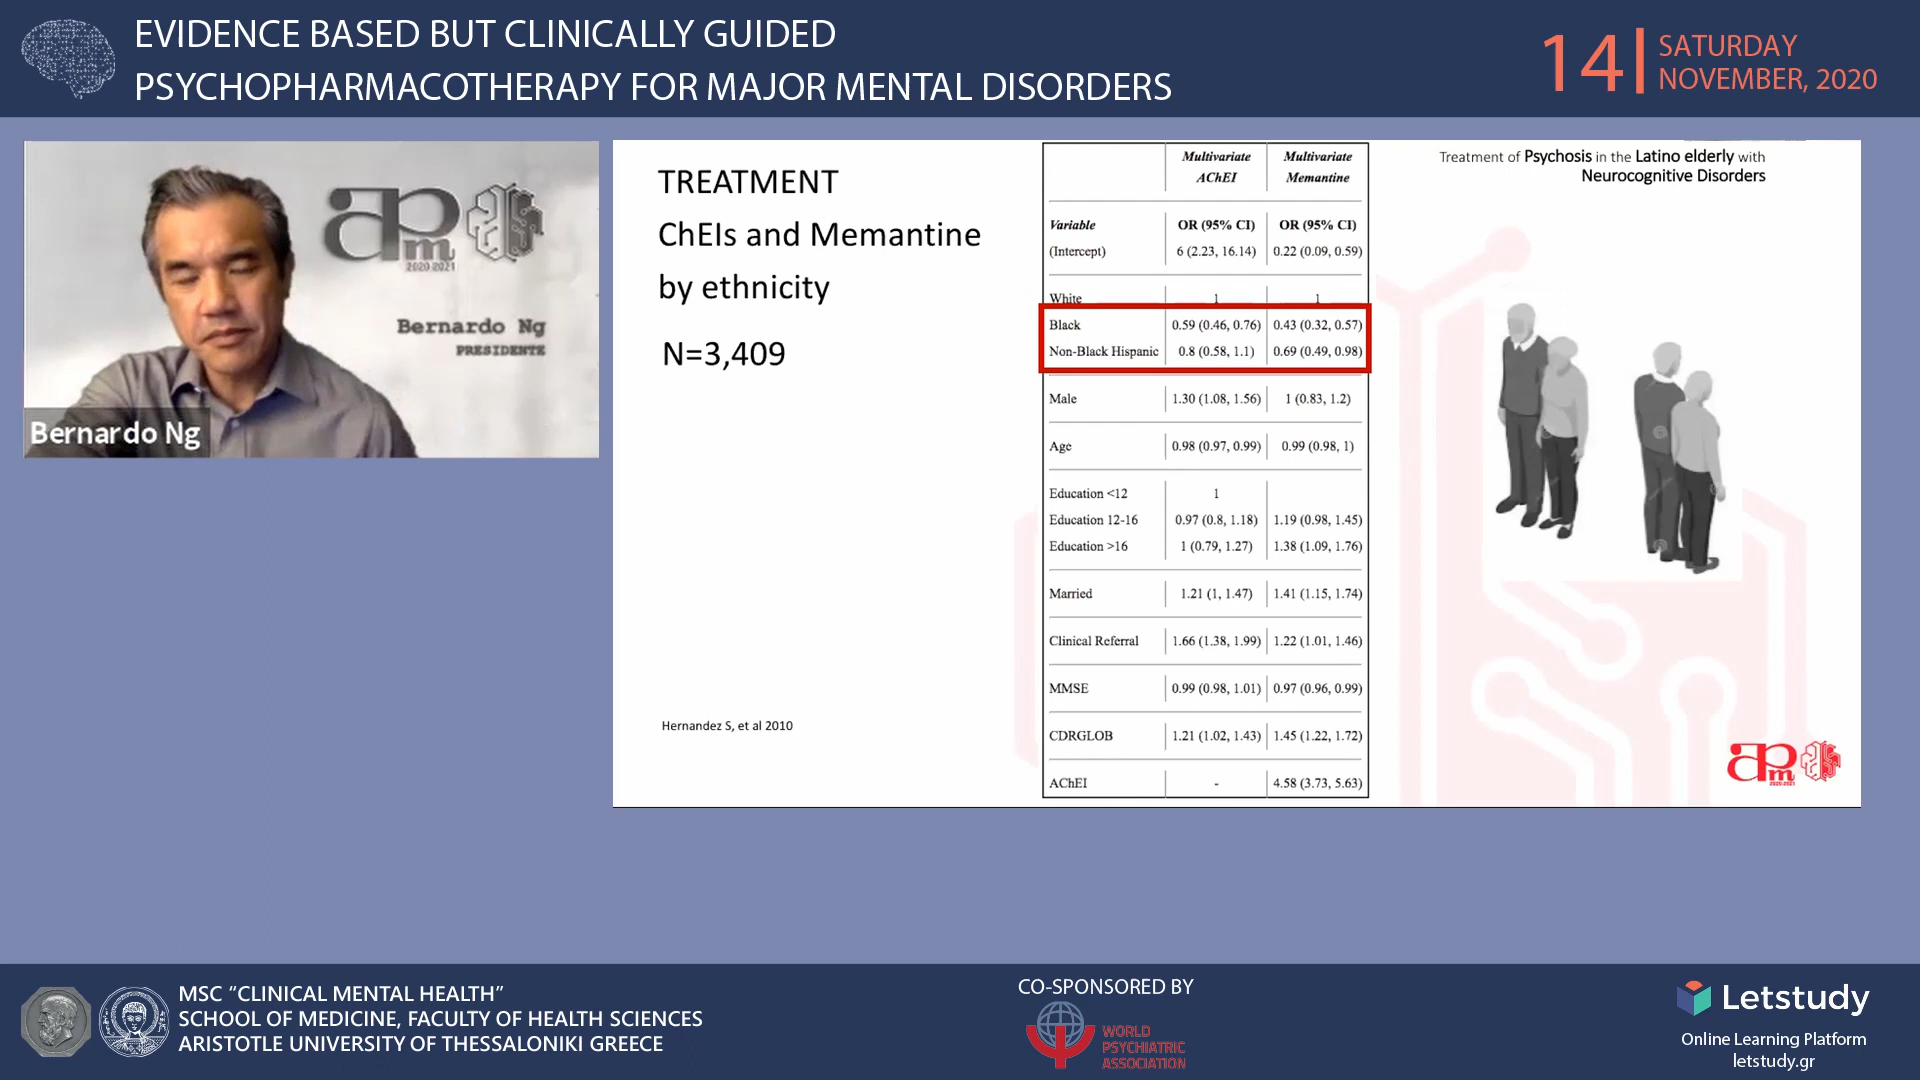 EVIDENCE BASED BUT CLINICALLY GUIDED
PSYCHOPHARMACOTHERAPY FOR MAJOR MENTAL DISORDERS
14
SATURDAY
NOVEMBER, 2020
apm
2020-2021
Bernardo Ng
PRESIDENTE
Bernardo Ng
TREATMENT
ChEIs and Memantine
by ethnicity
N=3,409
Hernandez S, et al 2010
Multivariate AChEI Multivariate Memantine
Variable OR (95% CI) OR (95% CI)
(Intercept) 6 (2.23, 16.14) 0.22 (0.09, 0.59)
White 1 1
Black 0.59 (0.46, 0.76) 0.43 (0.32, 0.57)
Non-Black Hispanic 0.8 (0.58, 1.1) 0.69 (0.49, 0.98)
Male 1.30 (1.08, 1.56) 1 (0.83, 1.2)
Age 0.98 (0.97, 0.99) 0.99 (0.98, 1)
Education <12 1
Education 12-16 0.97 (0.8, 1.18) 1.19 (0.98, 1.45)
Education >16 1 (0.79, 1.27) 1.38 (1.09, 1.76)
Married 1.21 (1, 1.47) 1.41 (1.15, 1.74)
Clinical Referral 1.66 (1.38, 1.99) 1.22 (1.01, 1.46)
MMSE 0.99 (0.98, 1.01) 0.97 (0.96, 0.99)
CDRGLOB 1.21 (1.02, 1.43) 1.45 (1.22, 1.72)
AChEI - 4.58 (3.73, 5.63)
Treatment of Psychosis in the Latino elderly with
Neurocognitive Disorders
apm
2020-2021
MSC “CLINICAL MENTAL HEALTH”
SCHOOL OF MEDICINE, FACULTY OF HEALTH SCIENCES
ARISTOTLE UNIVERSITY OF THESSALONIKI GREECE
CO-SPONSORED BY
WORLD
PSYCHIATRIC
ASSOCIATION
Letstudy
Online Learning Platform
letstudy.gr